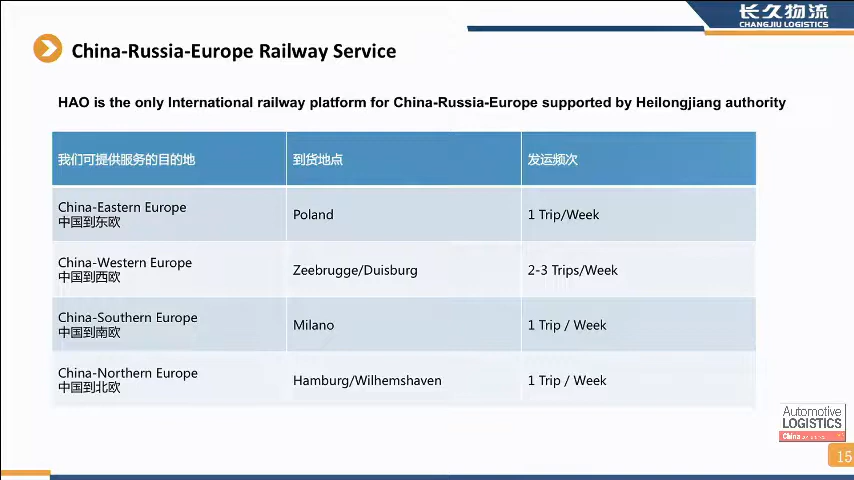 长久物流
CHANGJIU LOGISTICS
China-Russia-Europe Railway Service
HAO is the only International railway platform for China-Russia-Europe supported by Heilongjiang authority
我们可提供服务的目的地
到货地点
发运频次
China-Eastern Europe
中国到东欧
Poland
1 Trip/Week
China-Western Europe
中国到西欧
Zeebrugge/Duisburg
2-3 Trips/Week
China-Southern Europe
中国到南欧
Milano
1 Trip / Week
China-Northern Europe
中国到北欧
Hamburg/Wilhemshaven
1 Trip / Week
Automotive
LOGISTICS
China
15